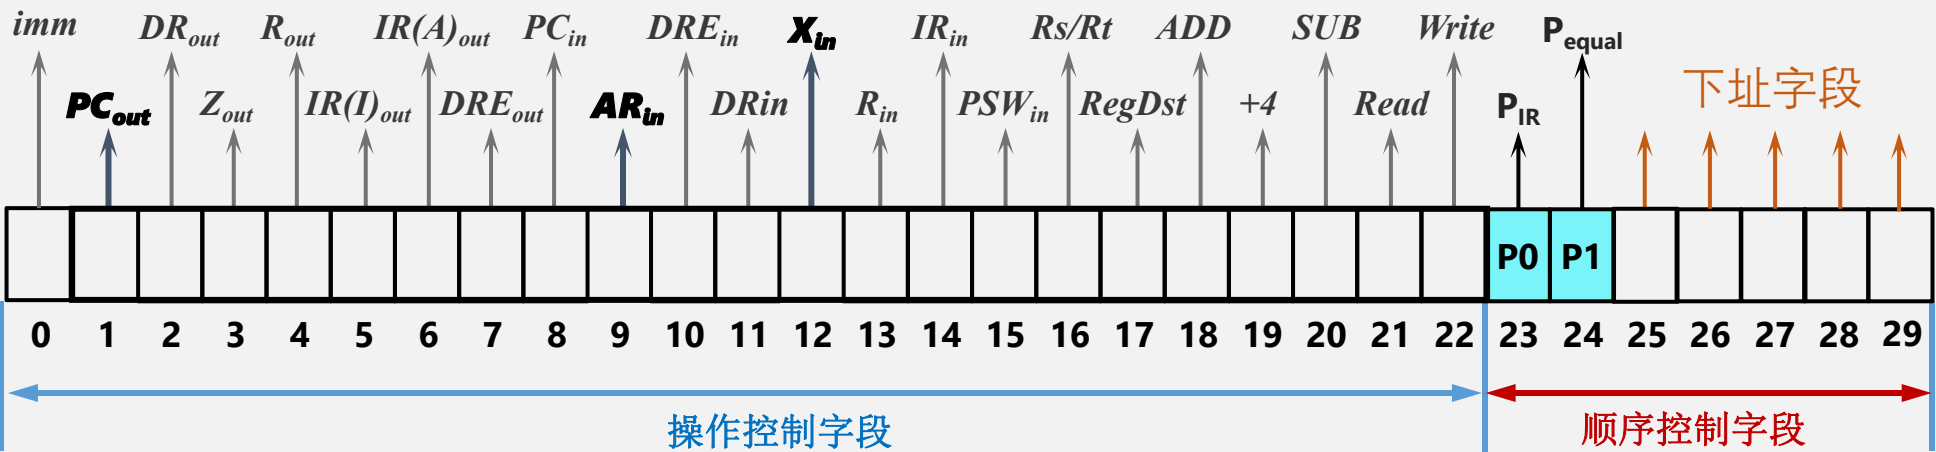 imm DRout Rout IR(A)out PCin DREin Xin IRin Rs/Rt ADD SUB Write Pequal
PCout Zout IR(I)out DREout ARin DRin Rin PSWin RegDst +4 Read PIR 下址字段
P0 P1
0 1 2 3 4 5 6 7 8 9 10 11 12 13 14 15 16 17 18 19 20 21 22 23 24 25 26 27 28 29
操作控制字段 顺序控制字段